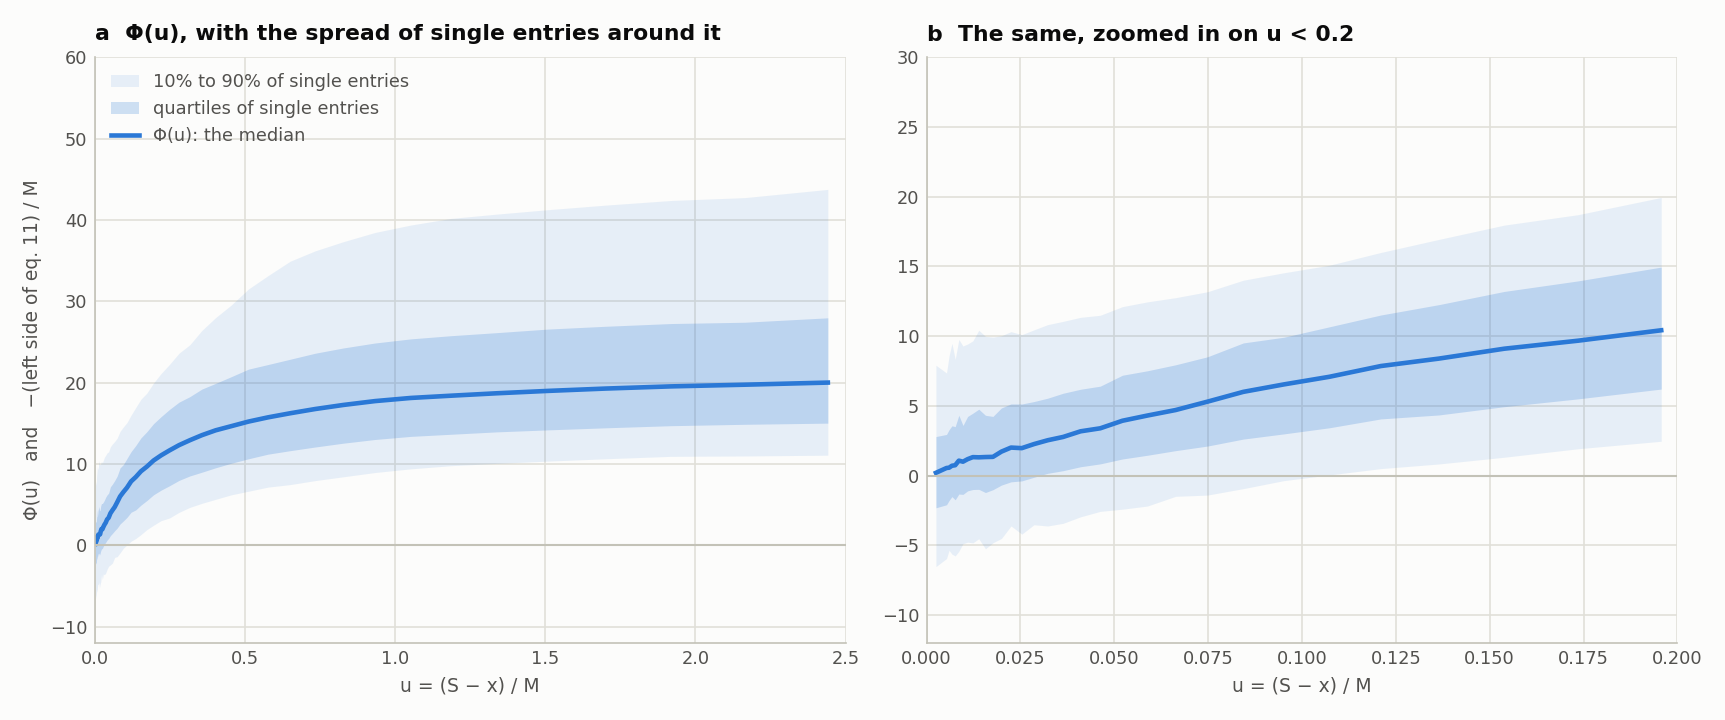 a Φ(u), with the spread of single entries around it
60
50
40
30
20
10
0
−10
10% to 90% of single entries
quartiles of single entries
Φ(u): the median
Φ(u) and −(left side of eq. 11) / M
0.0 0.5 1.0 1.5 2.0 2.5
u = (S − x) / M
b The same, zoomed in on u < 0.2
30
25
20
15
10
5
0
−5
−10
0.000 0.025 0.050 0.075 0.100 0.125 0.150 0.175 0.200
u = (S − x) / M